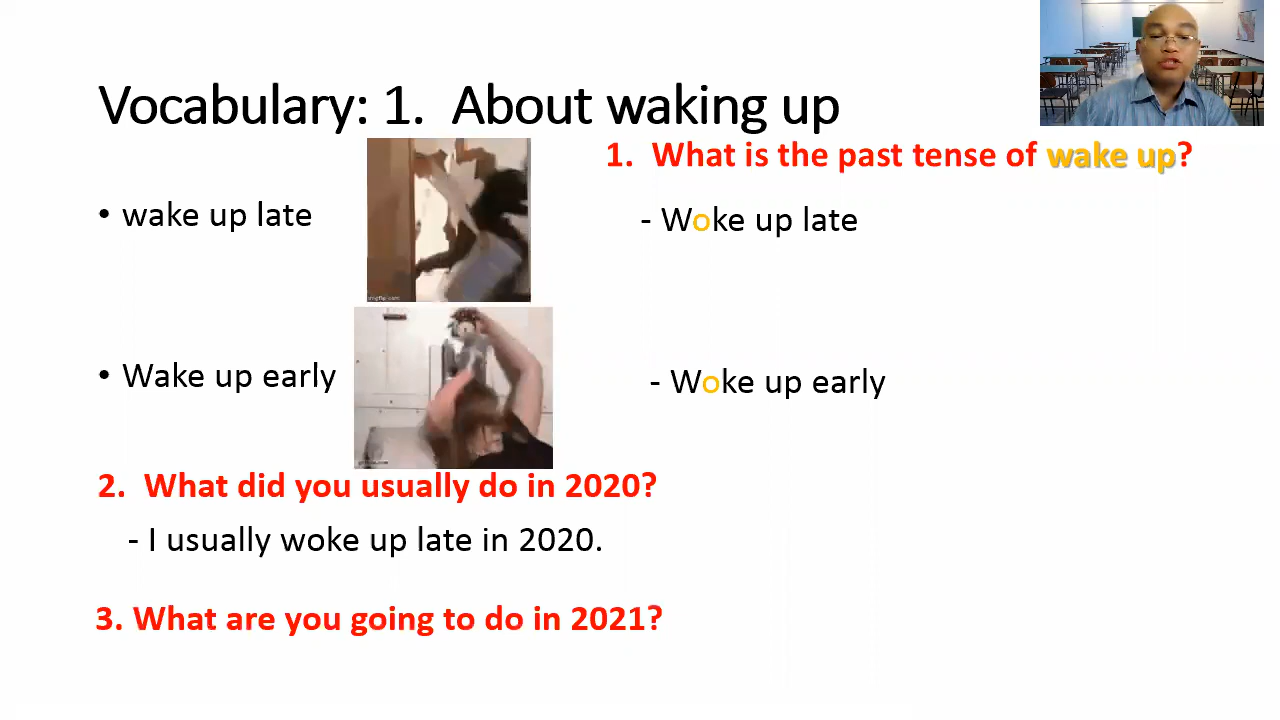 Vocabulary: 1. About waking up
1. What is the past tense of wake up?
• wake up late
- Woke up late
• Wake up early
- Woke up early
2. What did you usually do in 2020?
- I usually woke up late in 2020.
3. What are you going to do in 2021?